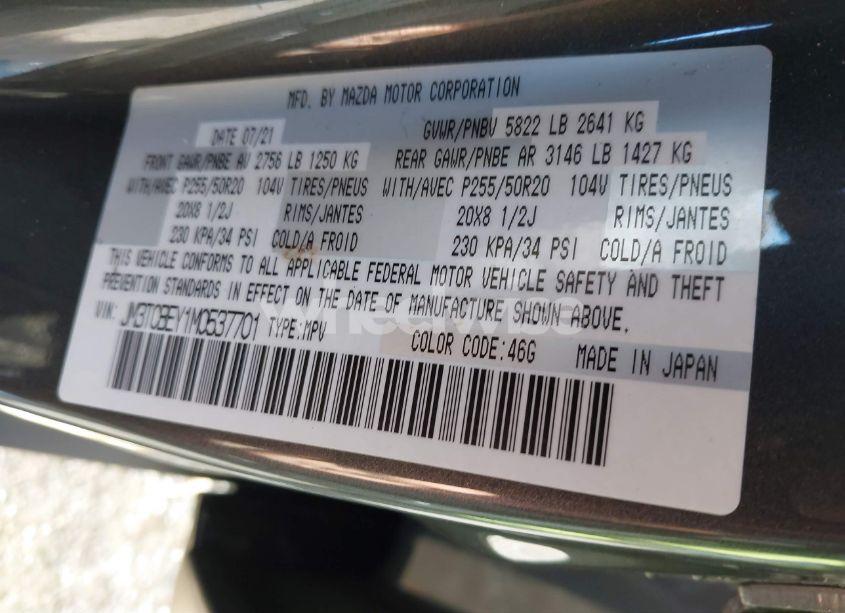 MFD. BY MAZDA MOTOR CORPORATION
DATE 07/21 GVWR/PNBV 5822 LB 2641 KG
FRONT GAWR/PNBE AV 2756 LB 1250 KG REAR GAWR/PNBE AR 3146 LB 1427 KG
WITH/AVEC P255/50R20 104V TIRES/PNEUS WITH/AVEC P255/50R20 104V TIRES/PNEUS
20X8 1/2J RIMS/JANTES 20X8 1/2J RIMS/JANTES
230 KPA/34 PSI COLD/A FROID 230 KPA/34 PSI COLD/A FROID
THIS VEHICLE CONFORMS TO ALL APPLICABLE FEDERAL MOTOR VEHICLE SAFETY AND THEFT
PREVENTION STANDARDS IN EFFECT ON THE DATE OF MANUFACTURE SHOWN ABOVE.
VIN: JM3TCBEY1M0537701 TYPE:MPV COLOR CODE:46G MADE IN JAPAN